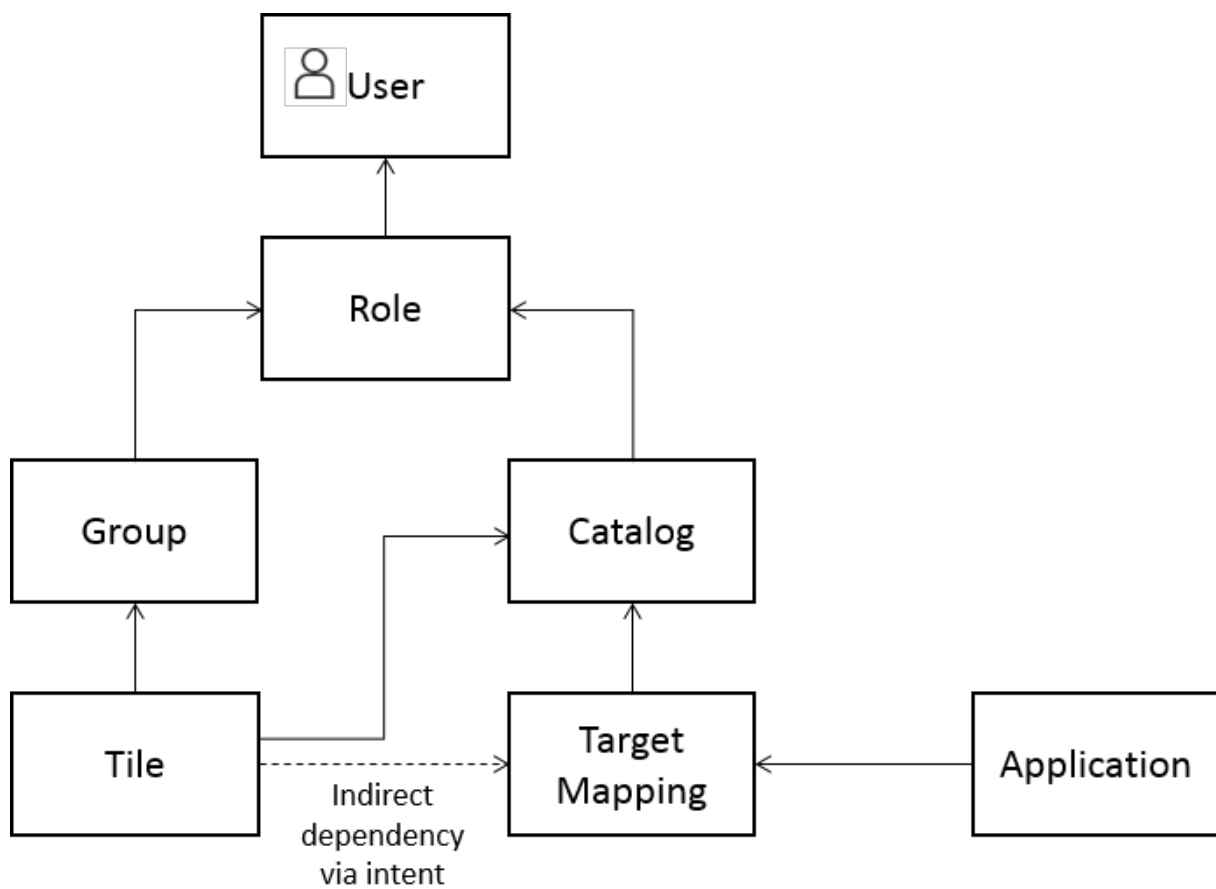 User
Role
Group
Catalog
Tile
Target
Mapping
Application
Indirect
dependency
via intent